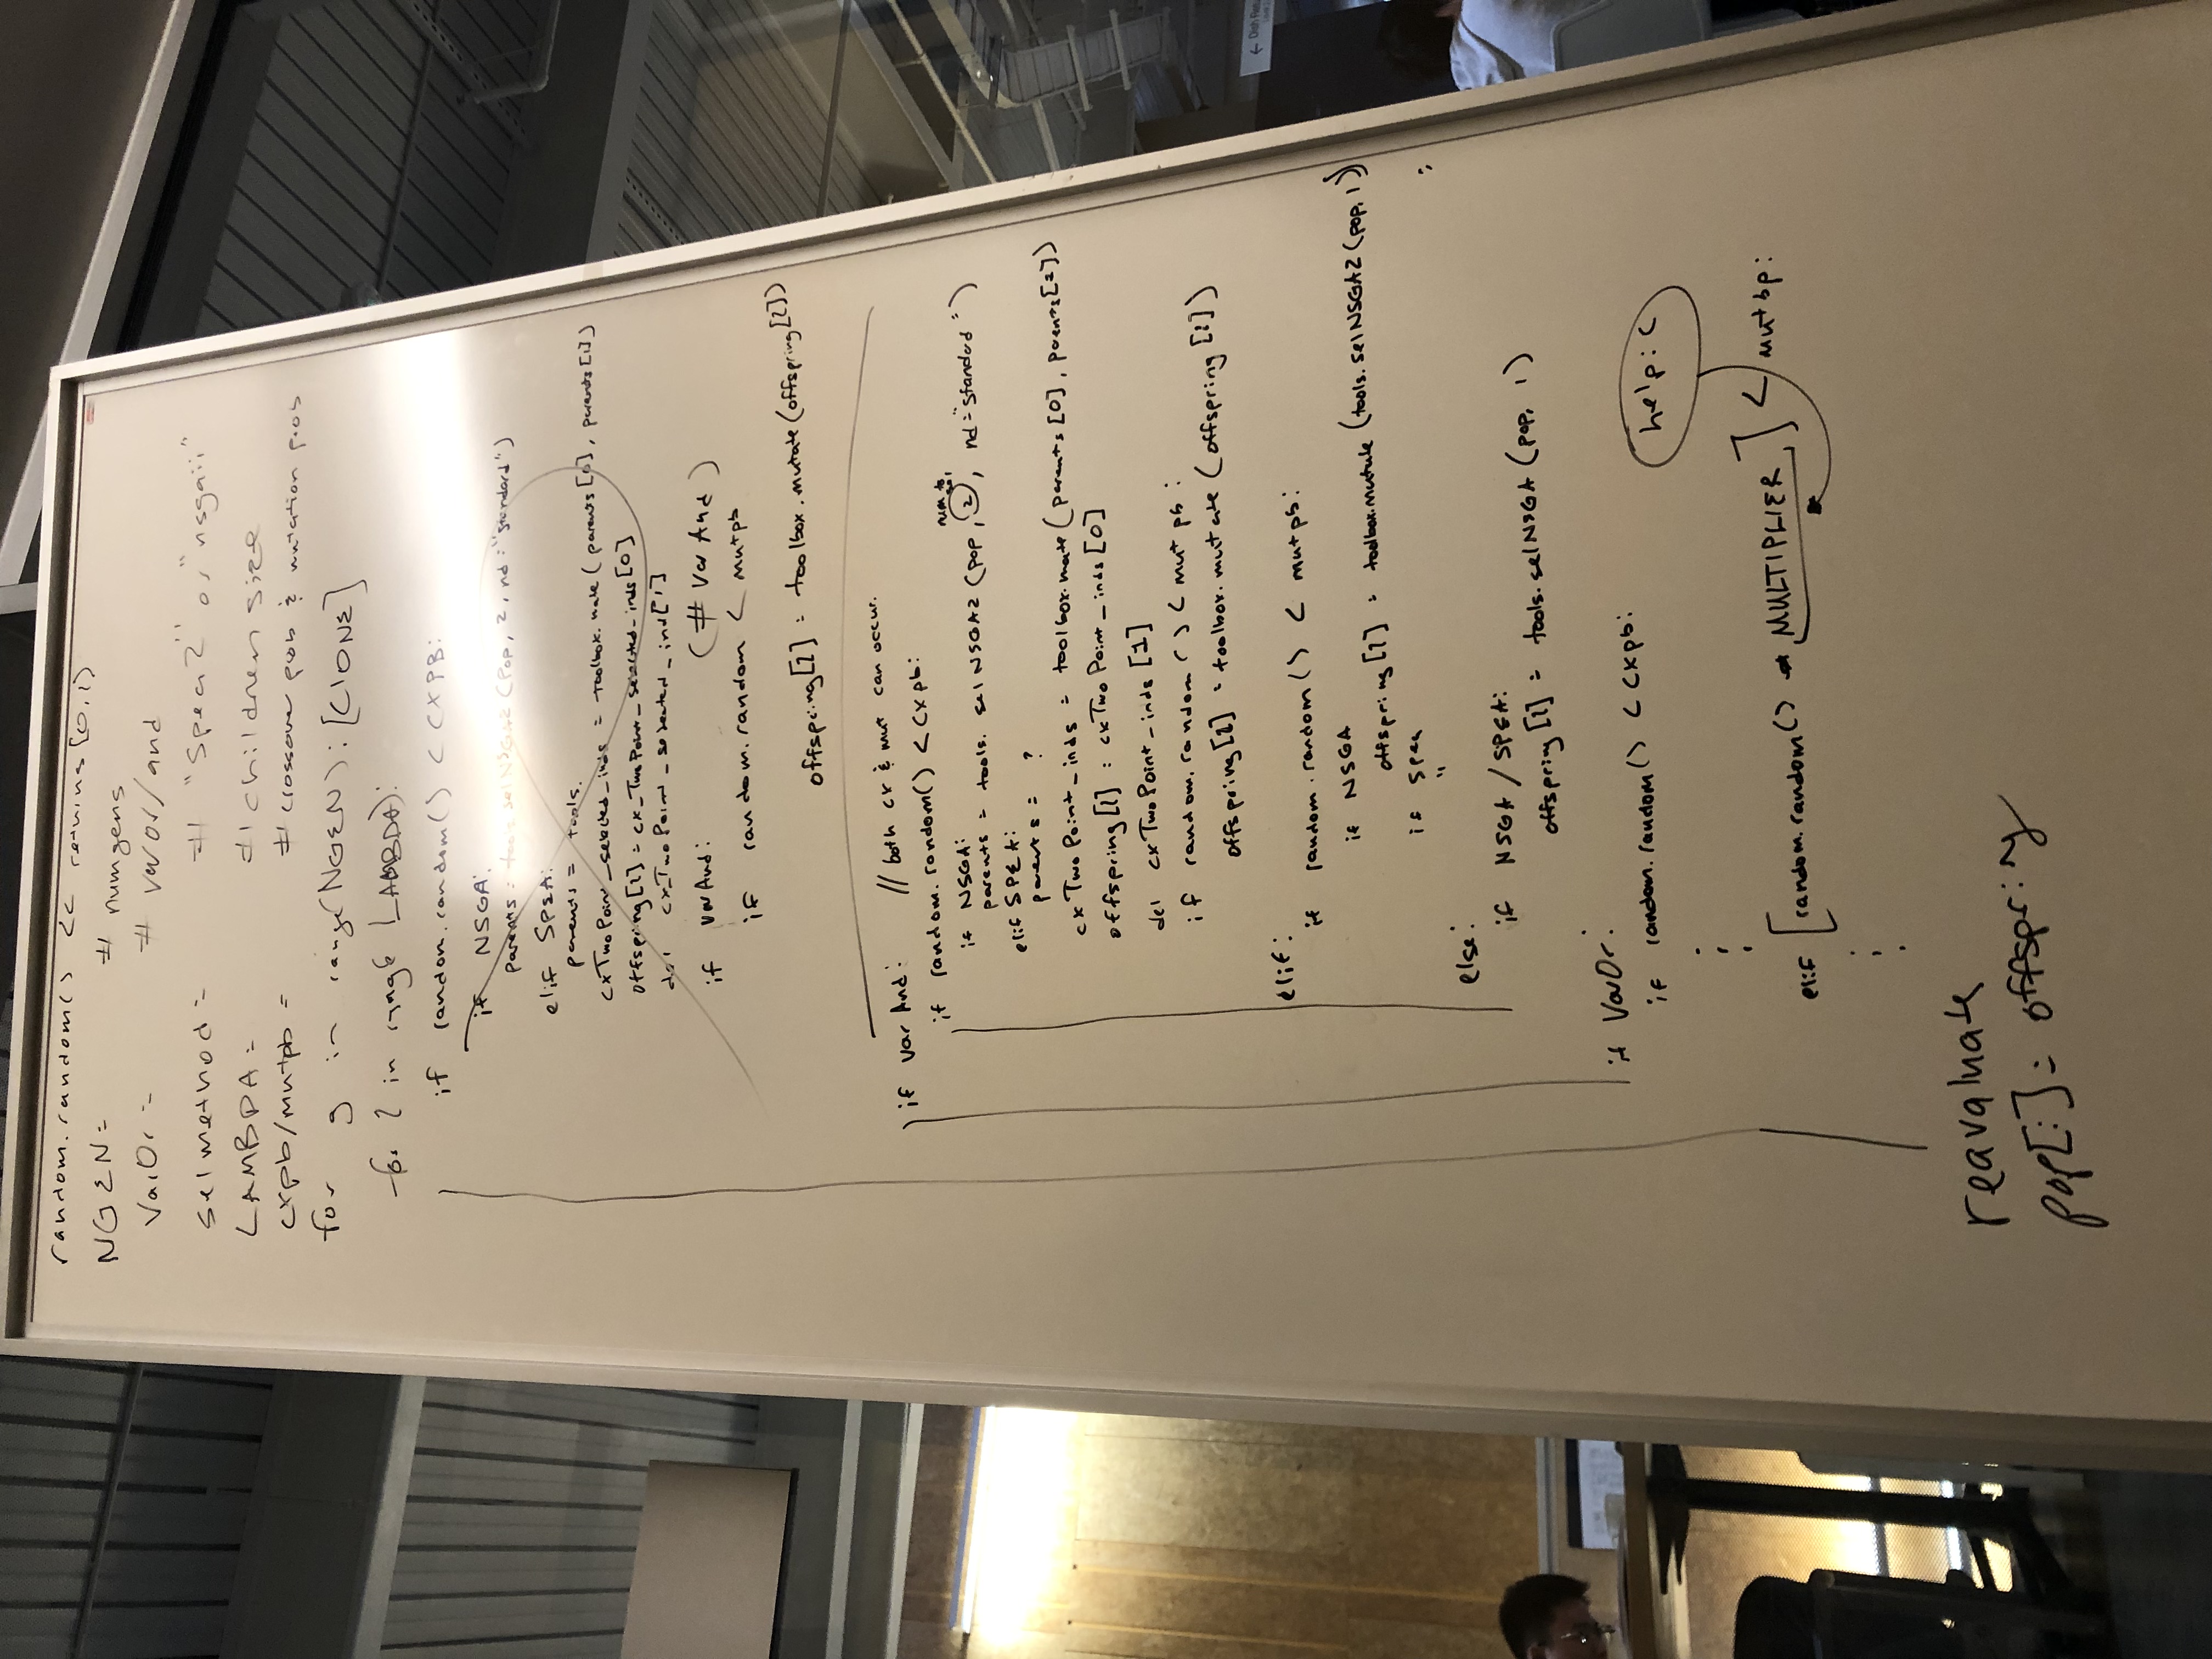 random.random() << returns [0,1)
NGEN= # numgens
VarOr = # var or/and
selmethod = # "Spea2" or "nsgaii"
LAMBDA = # children size
cxpb/mutpb = # crossover prob & mutation prob
for g in range(NGEN): [CLONE]
for l in range LAMBDA):
if random.random() < CXPB:
if NSGA:
parents = tools.selNSGA2 (Pop, 2, nd = "standard")
elif SPEA:
parents = tools.
cxTwoPoint_selected_inds = toolbox.mate (parents[0], parents[1])
offspring[l] = cx_TwoPoint_selected_inds[0]
del cx_TwoPoint_selected_ind[1]
if varAnd: (# VarAnd)
if random.random < mutpb
offspring[l] = toolbox.mutate(offspring[l])
if varAnd: // both cx & mut can occur.
if random.random() < Cxpb:
num to
if NSGA:
parents = tools. selNSGA2 (pop, 2, nd="standard")
elif SPEA:
parents = ?
cxTwoPoint_inds = toolbox.mate (parents[0], parents[1])
offspring[l] = cxTwoPoint_inds[0]
del cxTwoPoint_inds [1]
if random.random() < mutpb:
offspring[l] = toolbox.mutate (offspring [l])
elif:
if random.random() < mutpb:
if NSGA
offspring[l] = toolbox.mutate (tools.selNSGA2 (pop, 1)
if spea
"
else:
if NSGA / SPEA:
offspring [l] = tools.selNSGA (pop, 1)
if VarOr:
if random.random() < Cxpb:
help :(
elif [random.random() * MULTIPLIER] < mutbp:
reavaluate
pop[:] = offspring
← Dish Retu